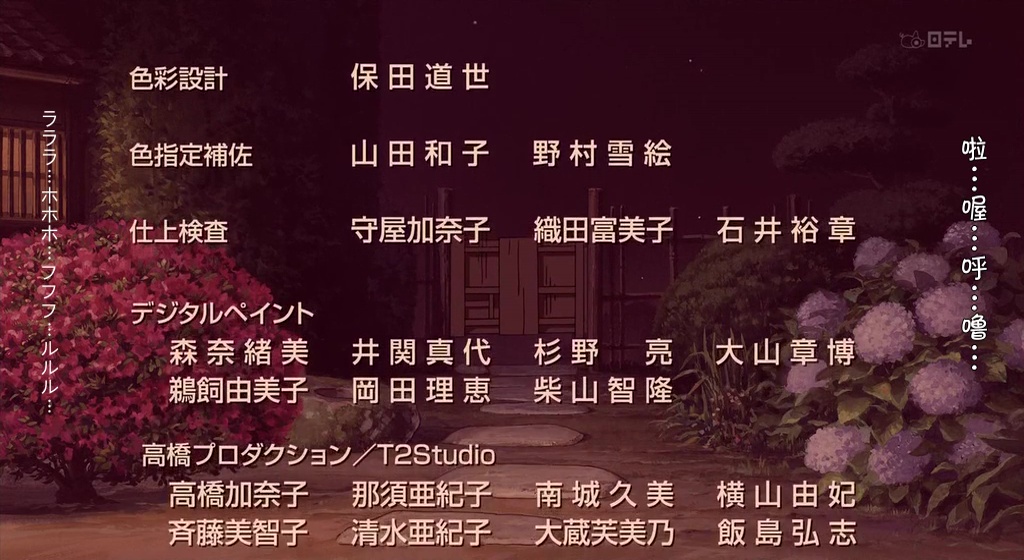 日テレ
色彩設計 保田道世
色指定補佐 山田和子 野村雪絵
仕上検査 守屋加奈子 織田富美子 石井裕章
デジタルペイント
森奈緒美 井関真代 杉野 亮 大山章博
鵜飼由美子 岡田理恵 柴山智隆
高橋プロダクション／T2Studio
高橋加奈子 那須亜紀子 南城久美 横山由妃
斉藤美智子 清水亜紀子 大蔵芙美乃 飯島弘志
ラララ…ホホホ…フフフ…ルルル…
啦…喔…呼…噜…